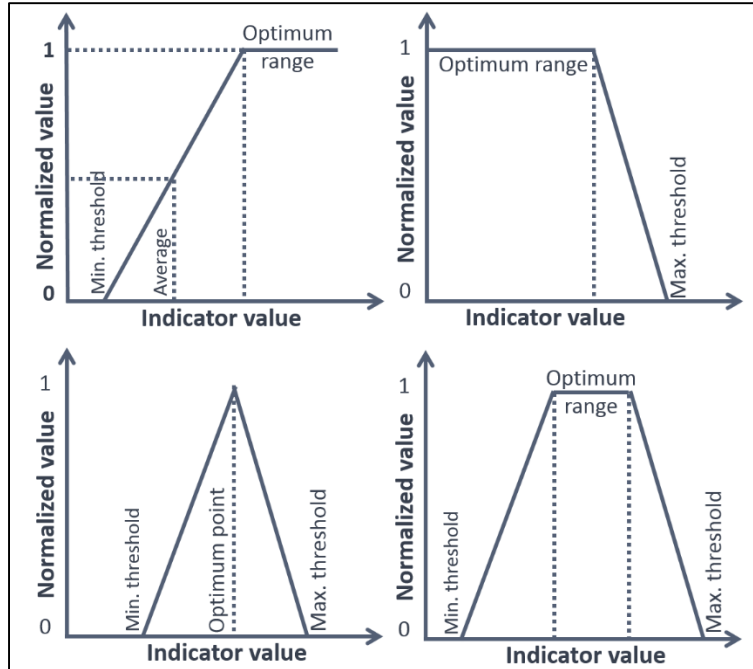 Normalized value
1
0
Min. threshold
Average
Optimum
range
Indicator value
Normalized value
1
0
Optimum range
Max. threshold
Indicator value
Normalized value
1
0
Min. threshold
Optimum point
Max. threshold
Indicator value
Normalized value
1
0
Min. threshold
Optimum
range
Max. threshold
Indicator value